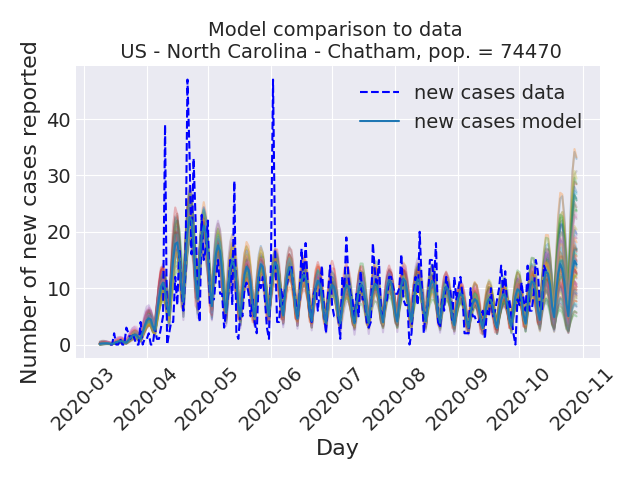 Model comparison to data
US - North Carolina - Chatham, pop. = 74470
Number of new cases reported
40
30
20
10
0
new cases data
new cases model
2020-03
2020-04
2020-05
2020-06
2020-07
2020-08
2020-09
2020-10
2020-11
Day